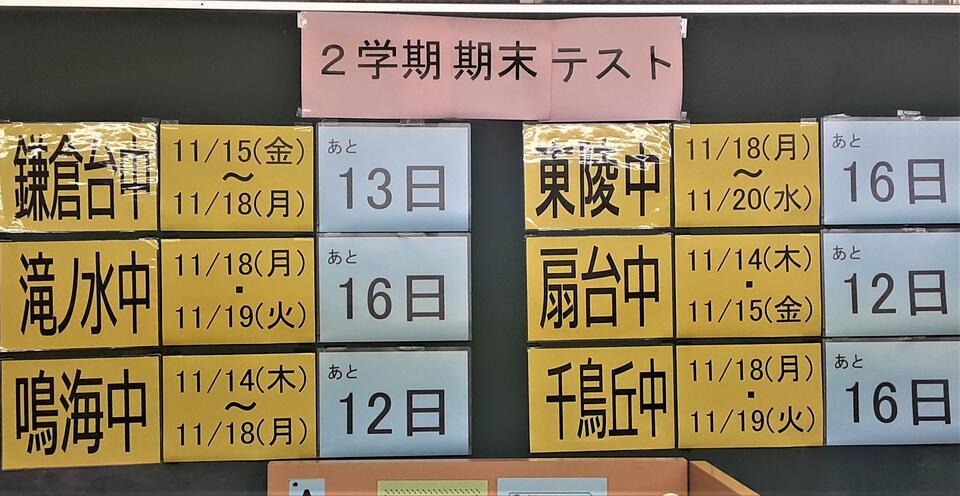 2学期 期末 テスト
鎌倉台中
11/15(金)
～
11/18(月)
あと
13日
滝ノ水中
11/18(月)
・
11/19(火)
あと
16日
鳴海中
11/14(木)
～
11/18(月)
あと
12日
東陵中
11/18(月)
～
11/20(水)
あと
16日
扇台中
11/14(木)
・
11/15(金)
あと
12日
千鳥丘中
11/18(月)
・
11/19(火)
あと
16日